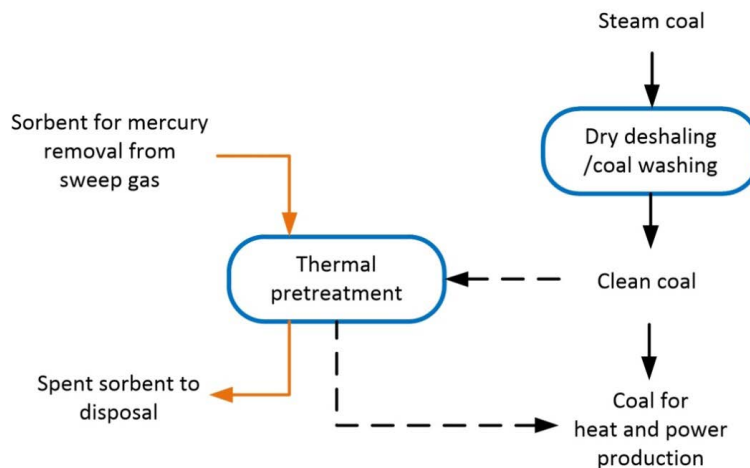 Steam coal
Sorbent for mercury
removal from
sweep gas
Dry deshaling
/coal washing
Thermal
pretreatment
Clean coal
Spent sorbent to
disposal
Coal for
heat and power
production